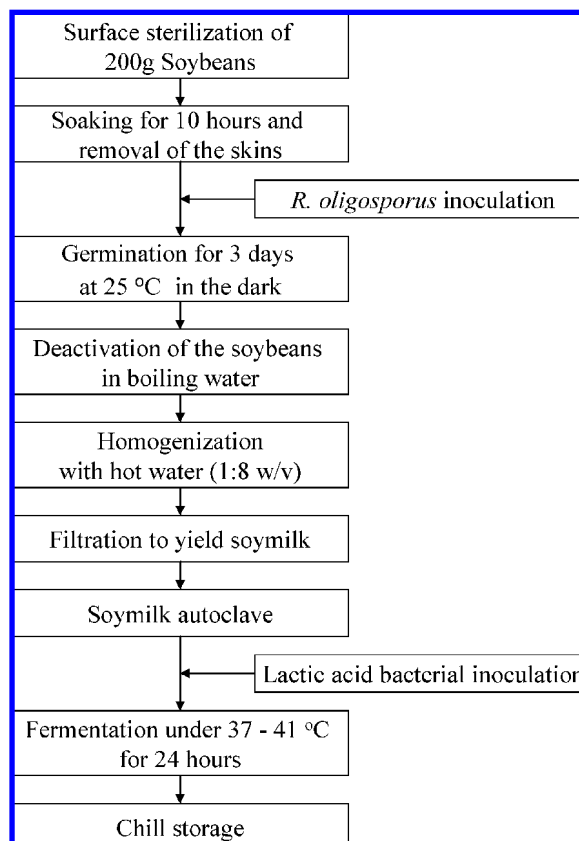 Surface sterilization of
200g Soybeans
Soaking for 10 hours and
removal of the skins
R. oligosporus inoculation
Germination for 3 days
at 25 °C in the dark
Deactivation of the soybeans
in boiling water
Homogenization
with hot water (1:8 w/v)
Filtration to yield soymilk
Soymilk autoclave
Lactic acid bacterial inoculation
Fermentation under 37 - 41 °C
for 24 hours
Chill storage